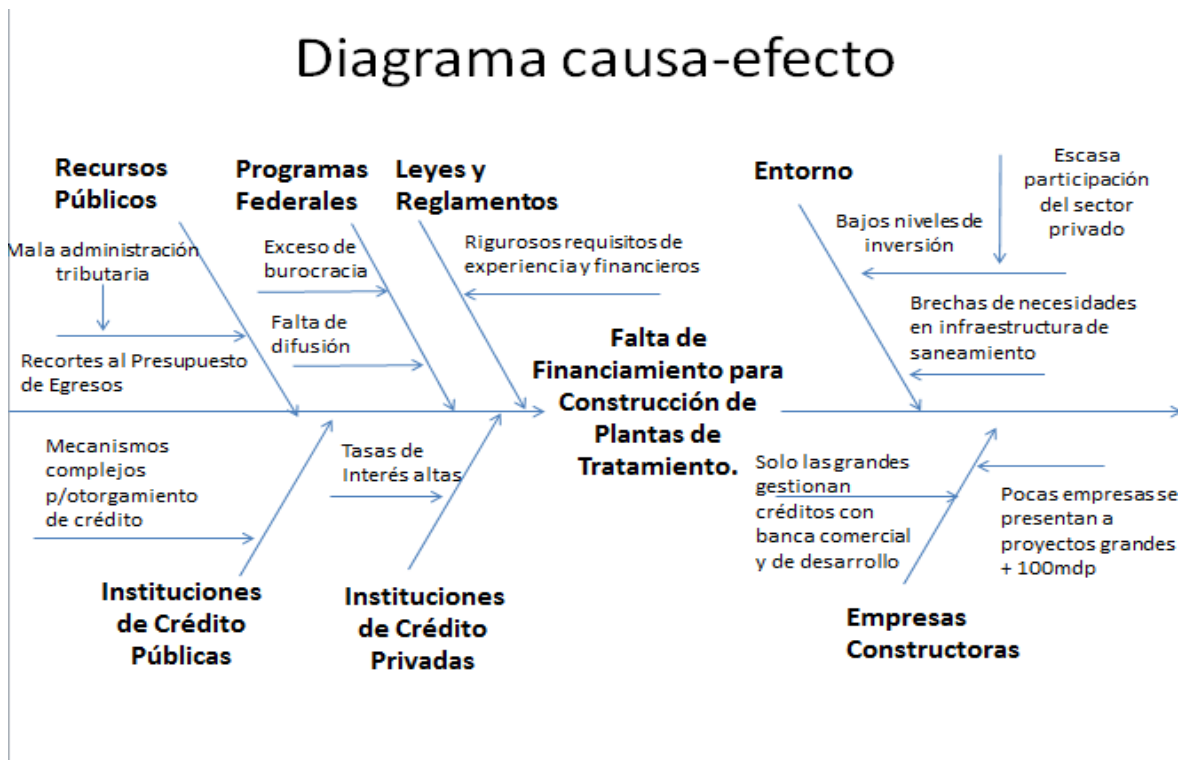 Diagrama causa-efecto
Recursos
Públicos
Programas
Federales
Leyes y
Reglamentos
Entorno
Escasa
participación
del sector
privado
Mala administración
tributaria
Exceso de
burocracia
Rigurosos requisitos de
experiencia y financieros
Bajos niveles de
inversión
Falta de
difusión
Brechas de necesidades
en infraestructura de
saneamiento
Recortes al Presupuesto
de Egresos
Falta de
Financiamiento para
Construcción de
Plantas de
Tratamiento.
Mecanismos
complejos
p/otorgamiento
de crédito
Tasas de
Interés altas
Solo las grandes
gestionan
créditos con
banca comercial
y de desarrollo
Pocas empresas se
presentan a
proyectos grandes
+ 100mdp
Instituciones
de Crédito
Públicas
Instituciones
de Crédito
Privadas
Empresas
Constructoras